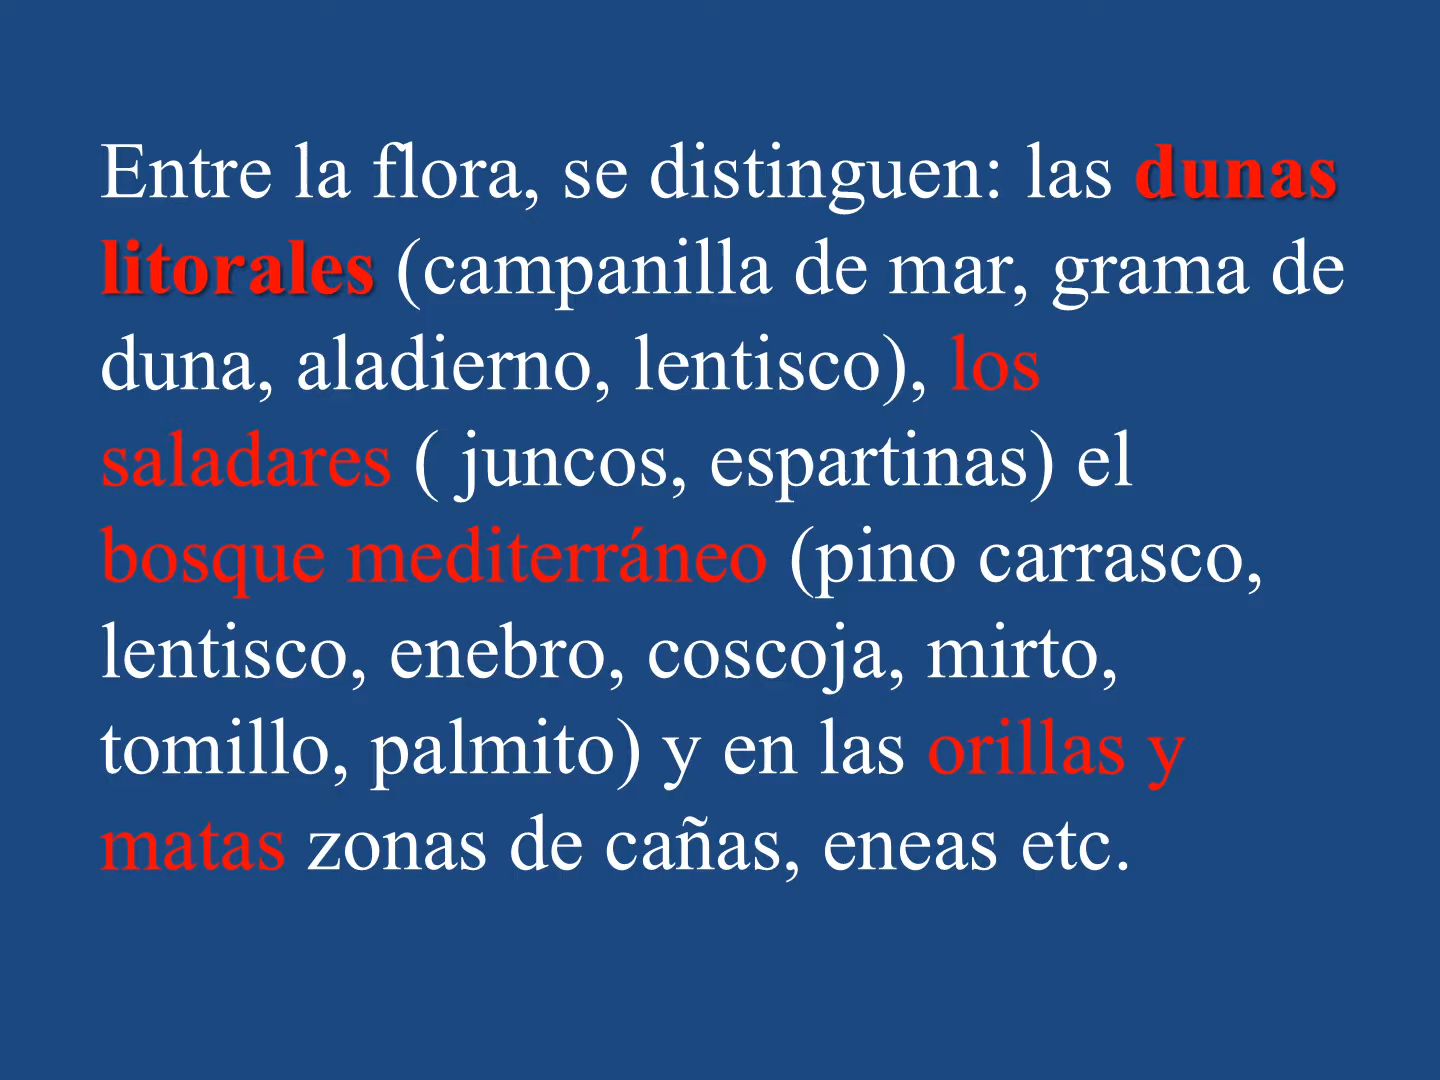 Entre la flora, se distinguen: las dunas
litorales (campanilla de mar, grama de
duna, aladierno, lentisco), los
saladares ( juncos, espartinas) el
bosque mediterráneo (pino carrasco,
lentisco, enebro, coscoja, mirto,
tomillo, palmito) y en las orillas y
matas zonas de cañas, eneas etc.